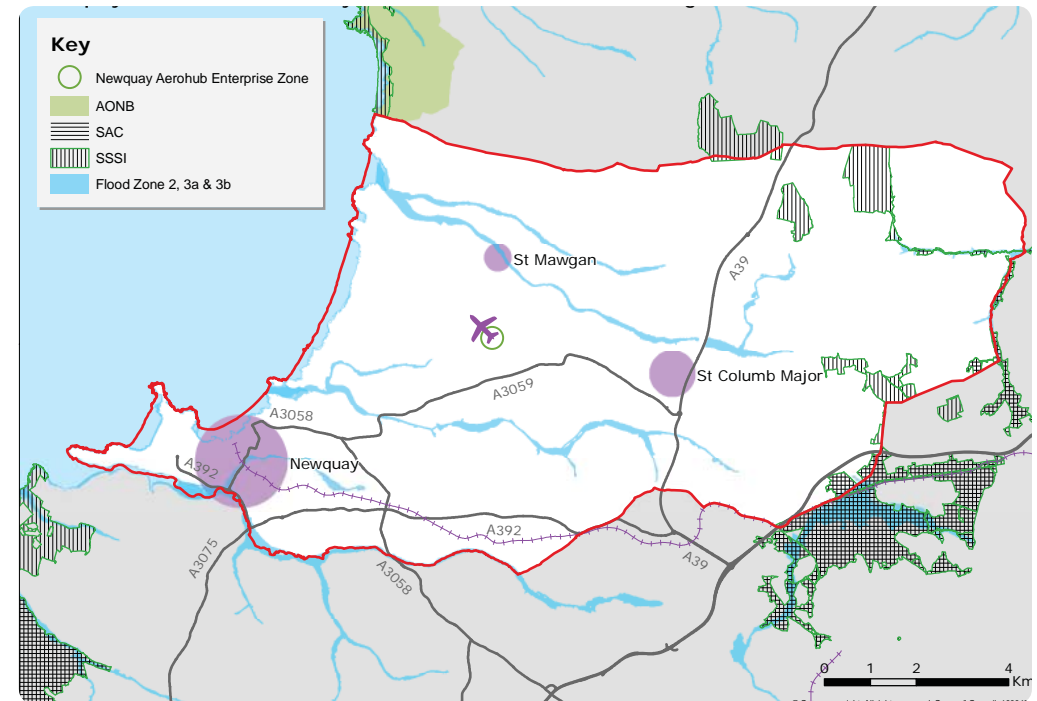 Key
Newquay Aerohub Enterprise Zone
AONB
SAC
SSSI
Flood Zone 2, 3a & 3b
St Mawgan
A39
A3059
St Columb Major
A3058
Newquay
A392
A392
A3075
A3058
A39
0 1 2 4
Km